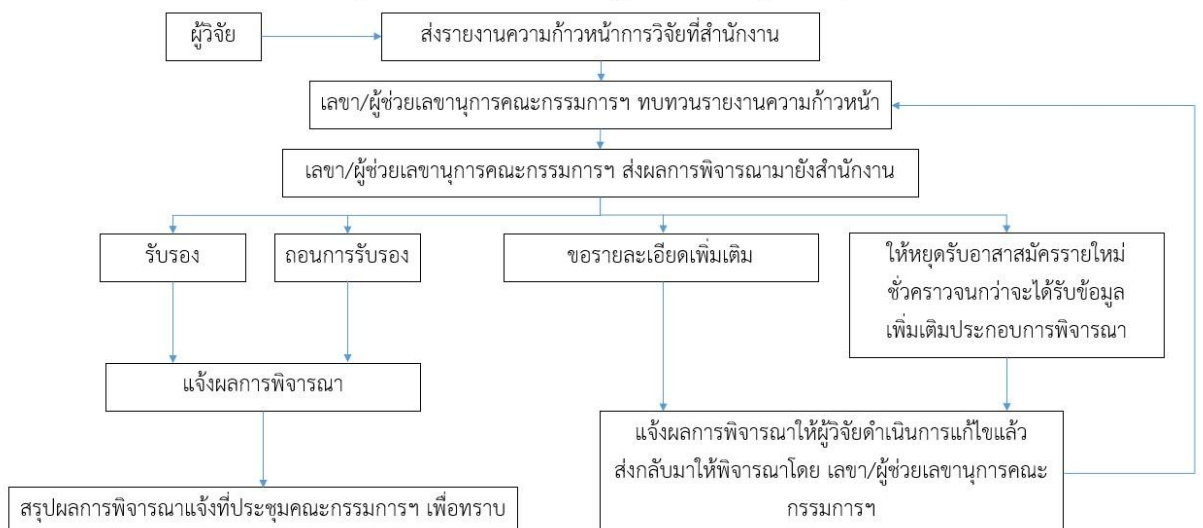 ผู้วิจัย
ส่งรายงานความก้าวหน้าการวิจัยที่สำนักงาน
เลขา/ผู้ช่วยเลขานุการคณะกรรมการฯ ทบทวนรายงานความก้าวหน้า
เลขา/ผู้ช่วยเลขานุการคณะกรรมการฯ ส่งผลการพิจารณามายังสำนักงาน
รับรอง
ถอนการรับรอง
ขอรายละเอียดเพิ่มเติม
ให้หยุดรับอาสาสมัครรายใหม่
ชั่วคราวจนกว่าจะได้รับข้อมูล
เพิ่มเติมประกอบการพิจารณา
แจ้งผลการพิจารณา
แจ้งผลการพิจารณาให้ผู้วิจัยดำเนินการแก้ไขแล้ว
ส่งกลับมาให้พิจารณาโดย เลขา/ผู้ช่วยเลขานุการคณะ
กรรมการฯ
สรุปผลการพิจารณาแจ้งที่ประชุมคณะกรรมการฯ เพื่อทราบ